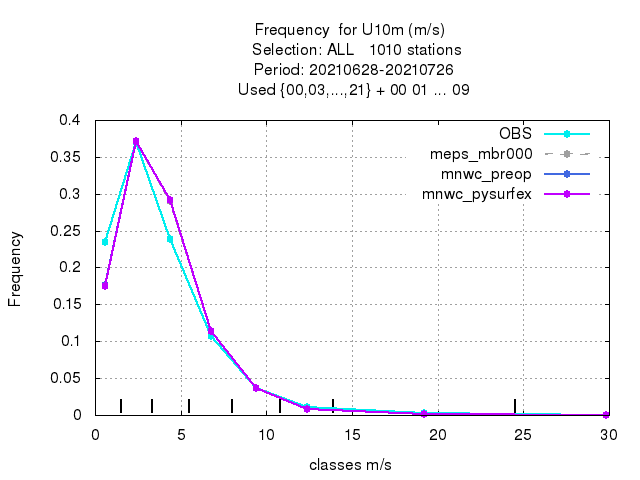 Frequency  for U10m (m/s)
Selection: ALL   1010 stations
Period: 20210628-20210726
Used {00,03,...,21} + 00 01 ... 09
OBS
meps_mbr000
mnwc_preop
mnwc_pysurfex
0.4
0.35
0.3
0.25
0.2
0.15
0.1
0.05
0
Frequency
0 5 10 15 20 25 30
classes m/s